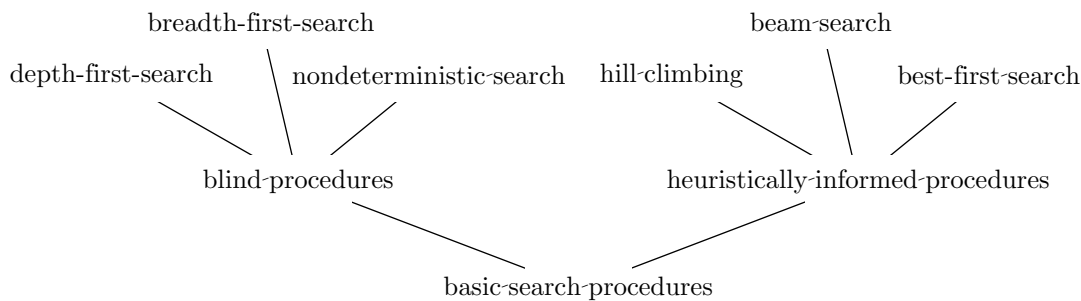 breadth-first-search
beam-search
depth-first-search
nondeterministic-search
hill-climbing
best-first-search
blind-procedures
heuristically-informed-procedures
basic-search-procedures